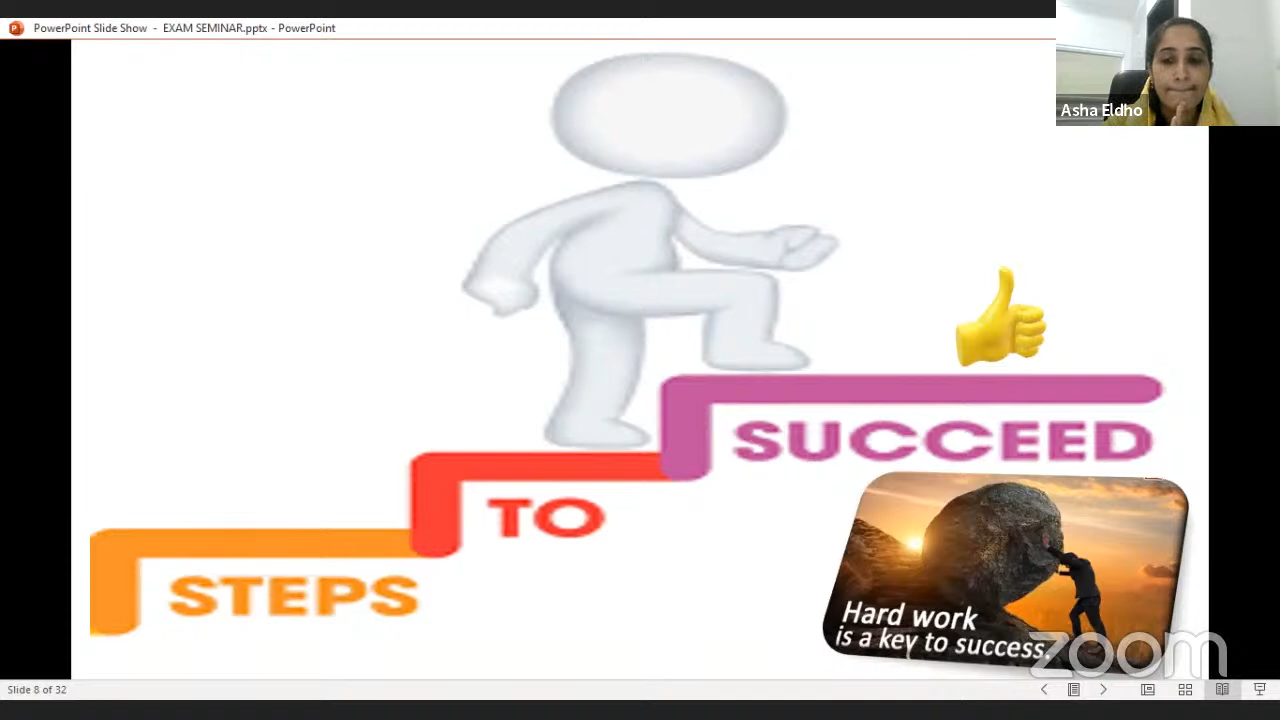 PowerPoint Slide Show - EXAM SEMINAR.pptx - PowerPoint
Asha Eldho
SUCCEED
TO
STEPS
Hard work
is a key to success.
zoom
Slide 8 of 32